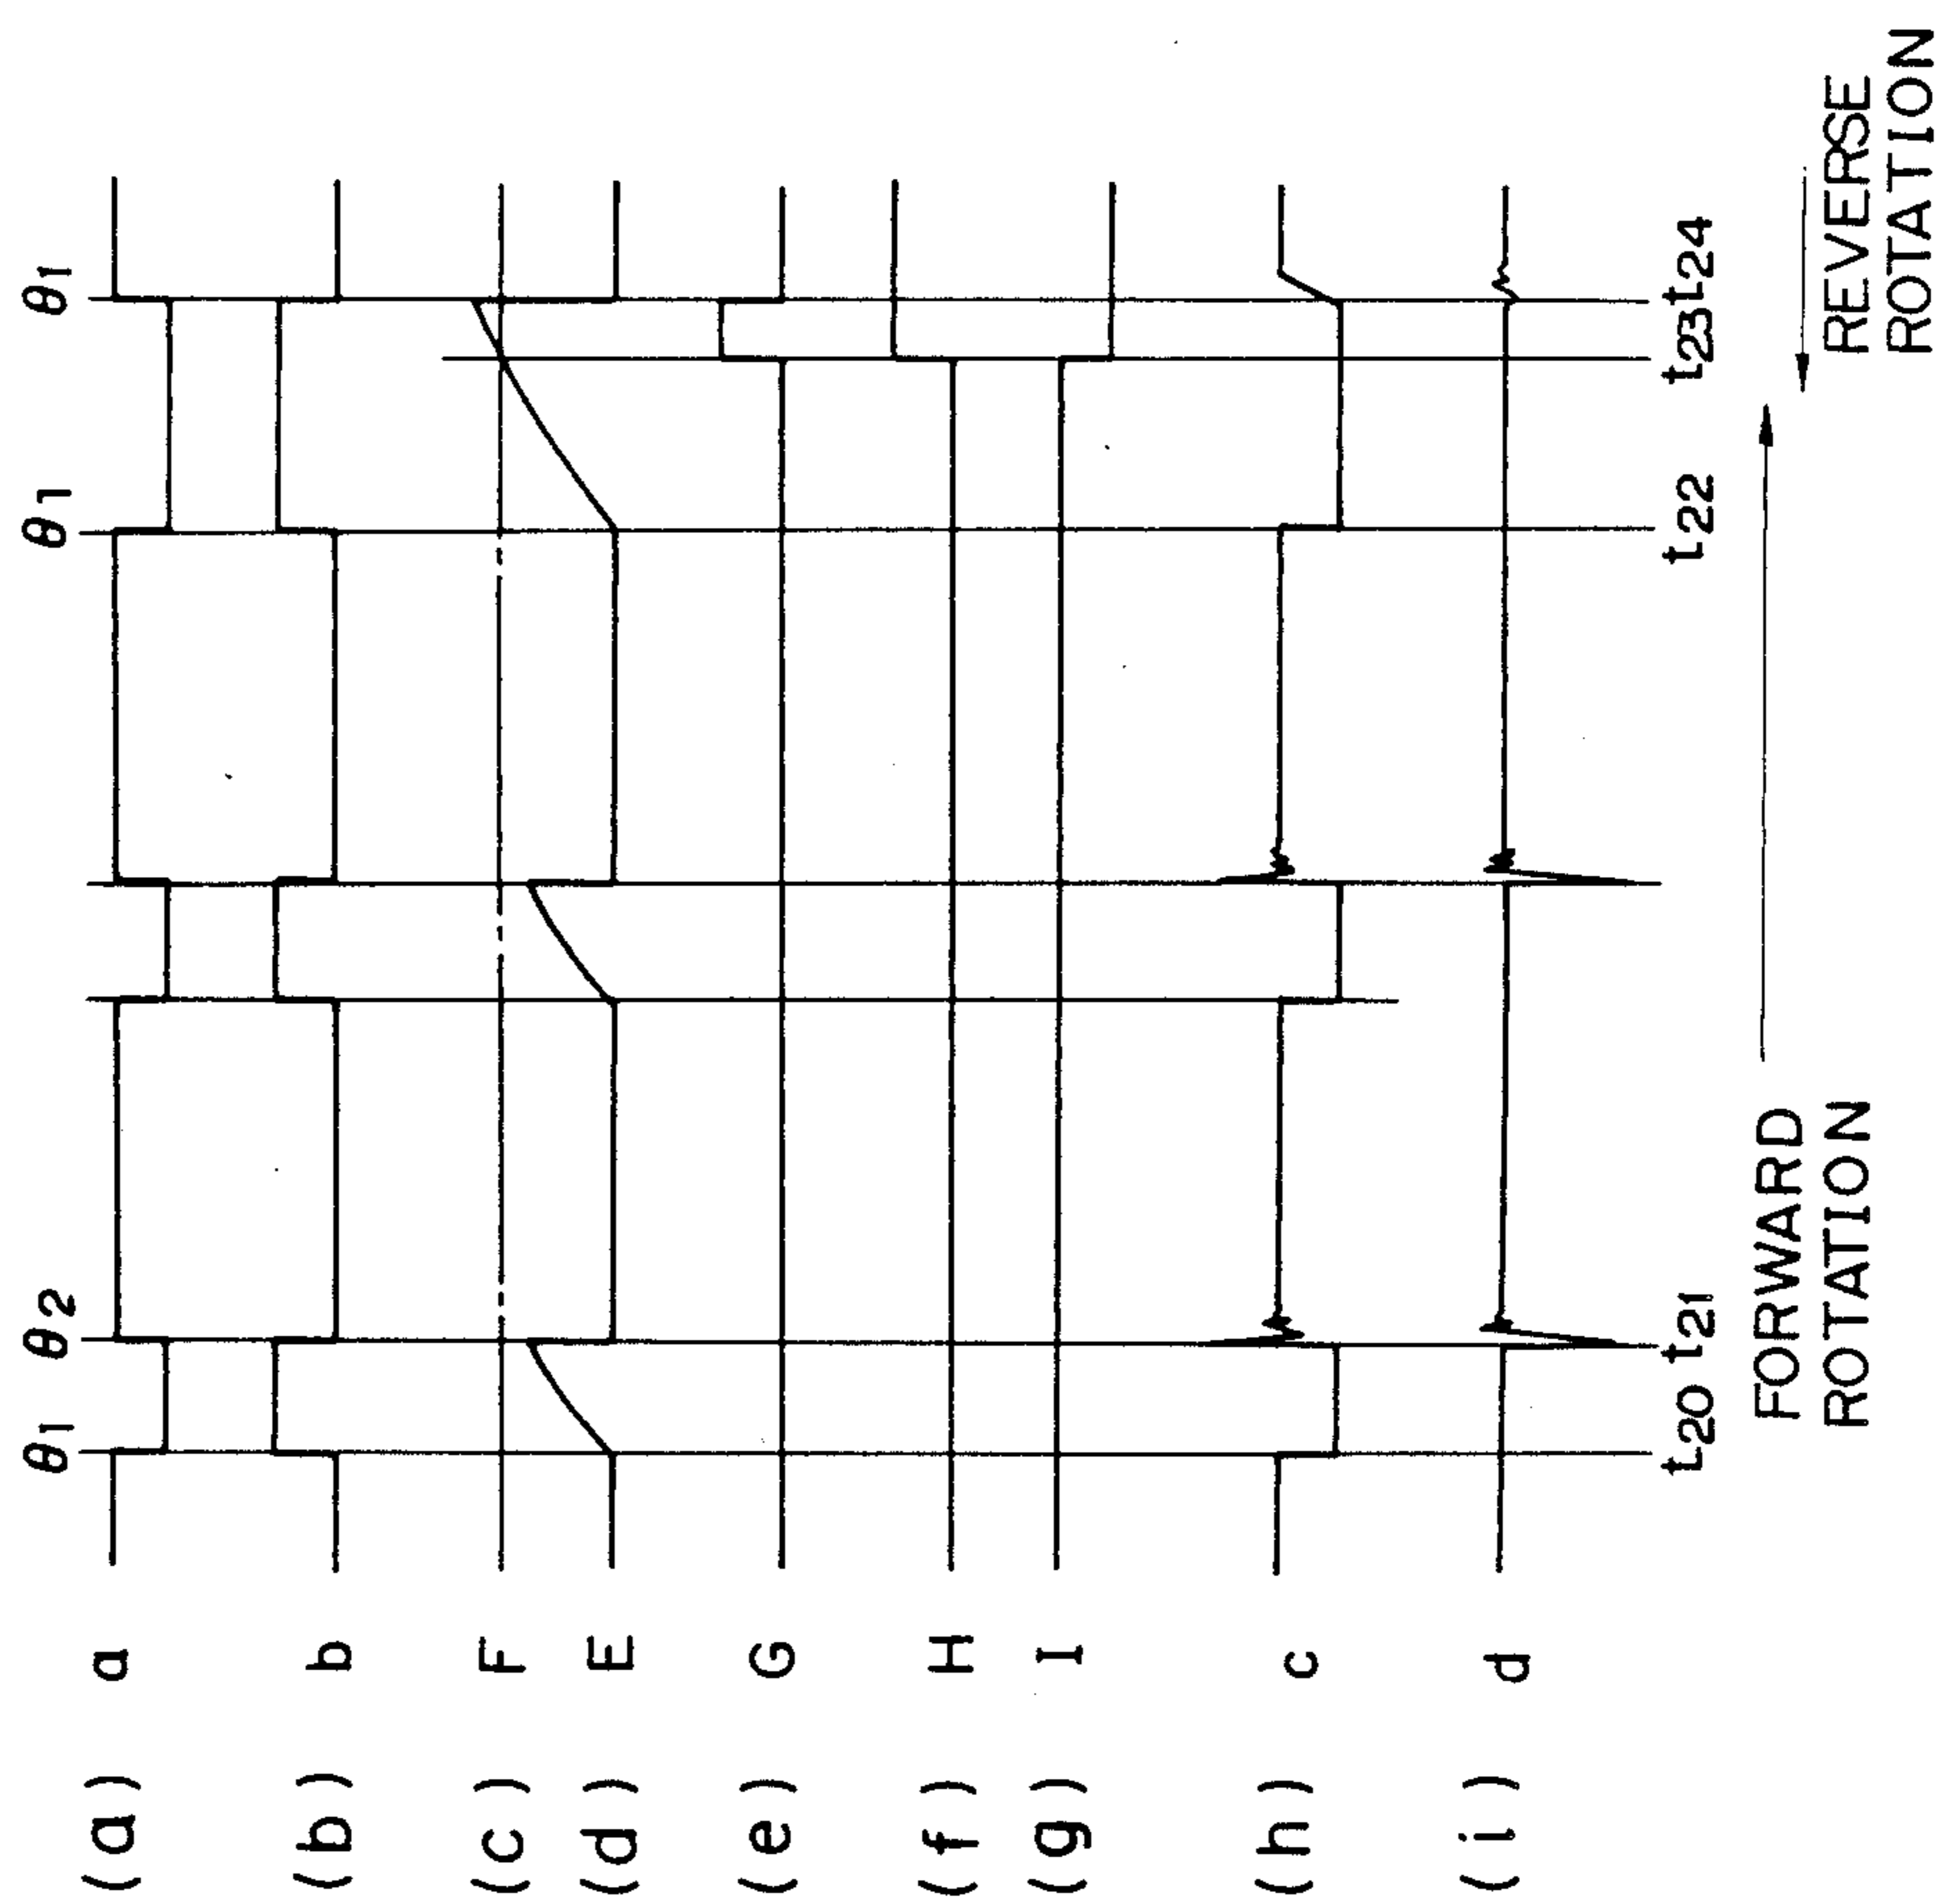 θ1 θ2 θ1 θ1
(a) a
(b) b
(c) F
(d) E
(e) G
(f) H
(g) I
(h) c
(i) d
t20 t21 t22 t23 t24
FORWARD
ROTATION
REVERSE
ROTATION